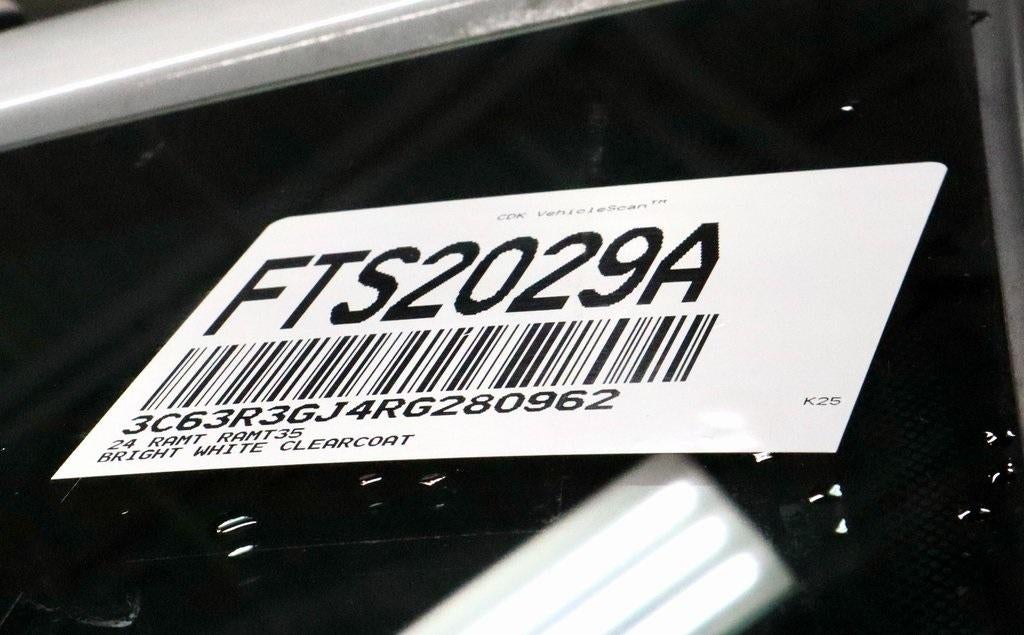 CDK VehicleScan™
FTS2029A
3C63R3GJ4RG280962
24 RAMT RAMT35
BRIGHT WHITE CLEARCOAT
K25